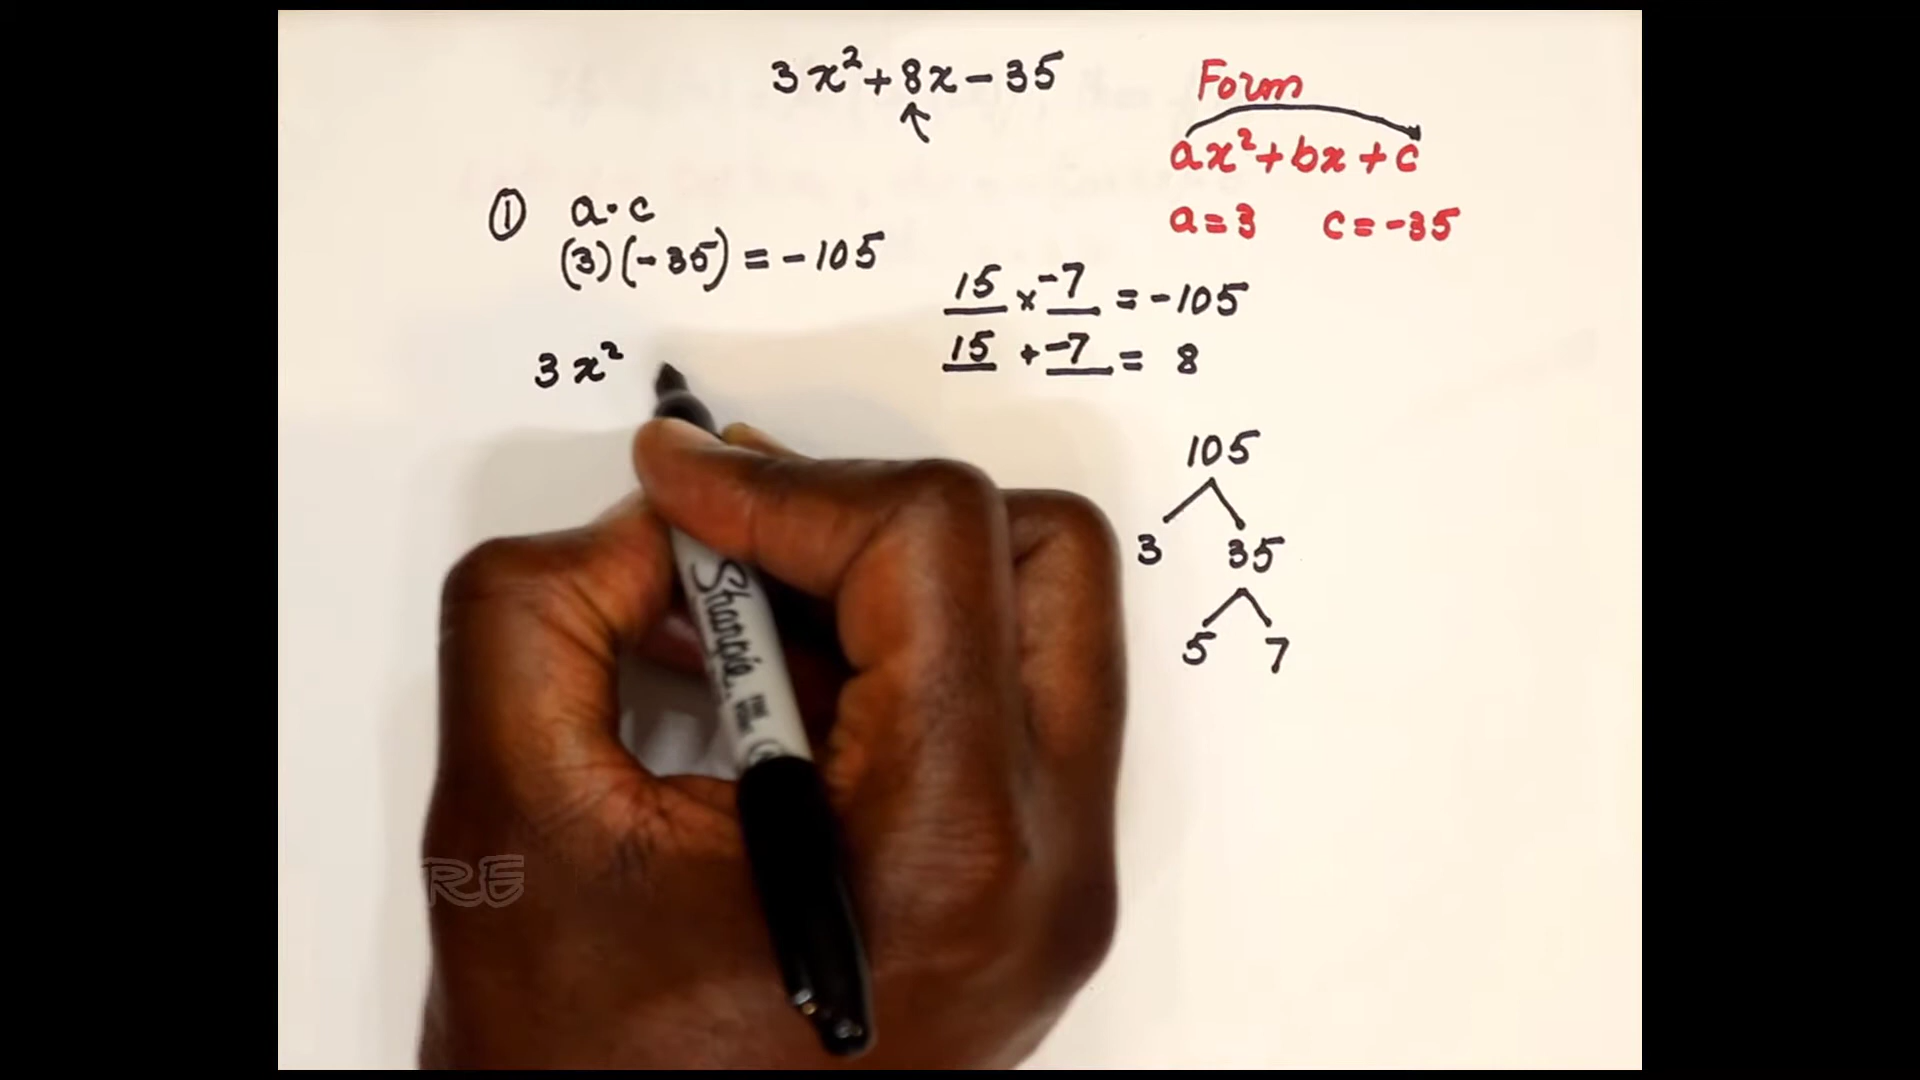 3x²+8x-35
Form
ax²+bx+c
a=3 c=-35
① a·c
(3)(-35)=-105
15 x -7 = -105
15 + -7 = 8
3x²
105
3 35
5 7
Sharpie
RE